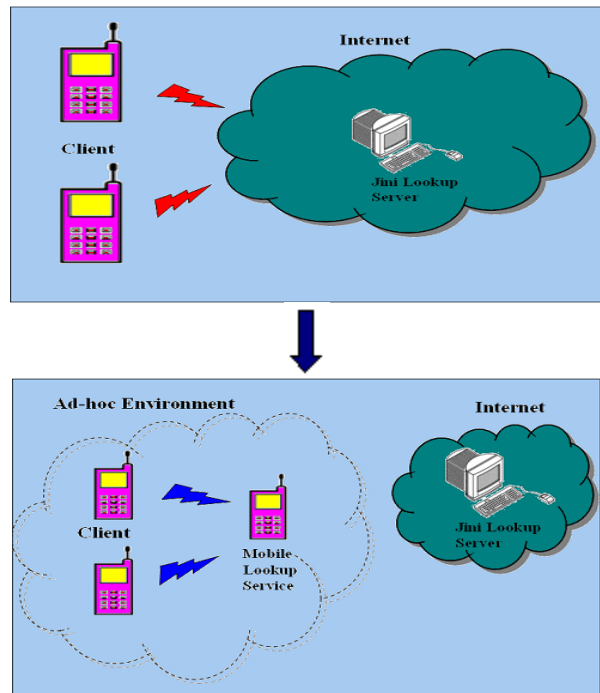 Internet
Client
Jini Lookup
Server
Ad-hoc Environment
Internet
Client
Mobile
Lookup
Service
Jini Lookup
Server